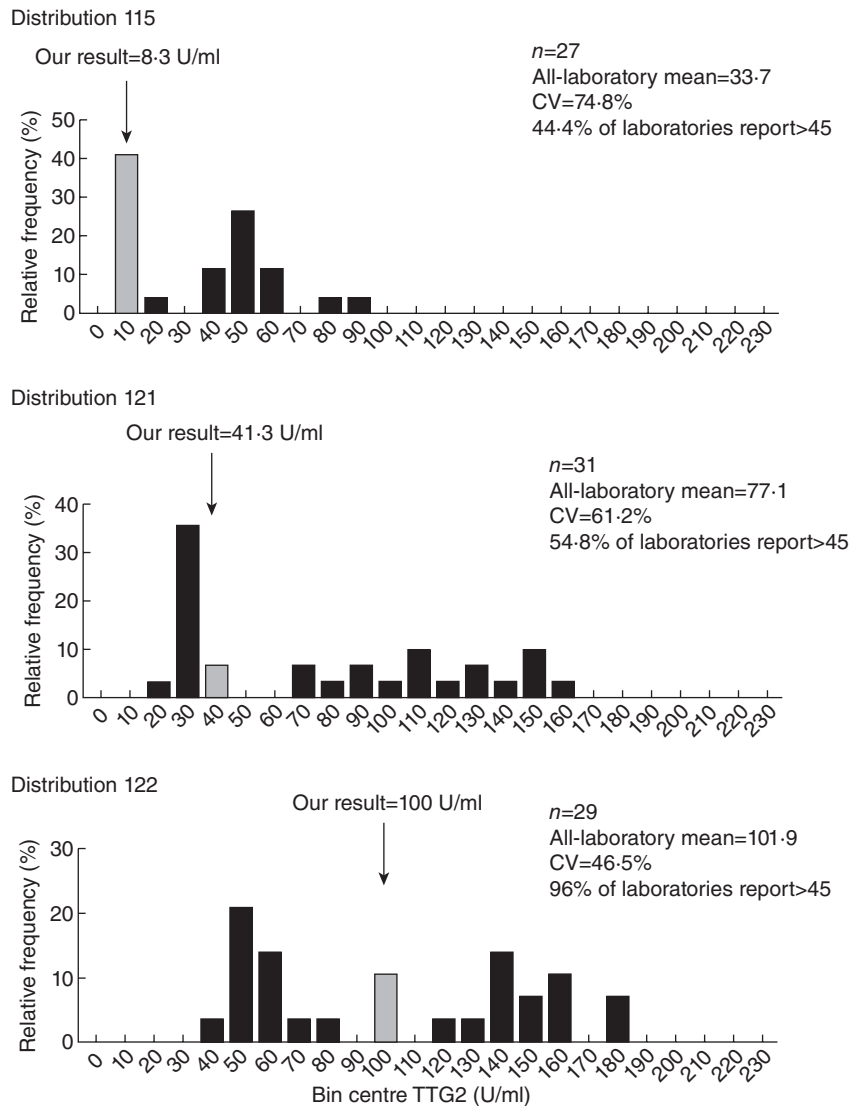 Distribution 115
Our result=8·3 U/ml
n=27
All-laboratory mean=33·7
CV=74·8%
44·4% of laboratories report>45
Relative frequency (%)
50
40
30
20
10
0
0 10 20 30 40 50 60 70 80 90 100 110 120 130 140 150 160 170 180 190 200 210 220 230
Distribution 121
Our result=41·3 U/ml
n=31
All-laboratory mean=77·1
CV=61·2%
54·8% of laboratories report>45
Relative frequency (%)
40
30
20
10
0
0 10 20 30 40 50 60 70 80 90 100 110 120 130 140 150 160 170 180 190 200 210 220 230
Distribution 122
Our result=100 U/ml
n=29
All-laboratory mean=101·9
CV=46·5%
96% of laboratories report>45
Relative frequency (%)
30
20
10
0
0 10 20 30 40 50 60 70 80 90 100 110 120 130 140 150 160 170 180 190 200 210 220 230
Bin centre TTG2 (U/ml)